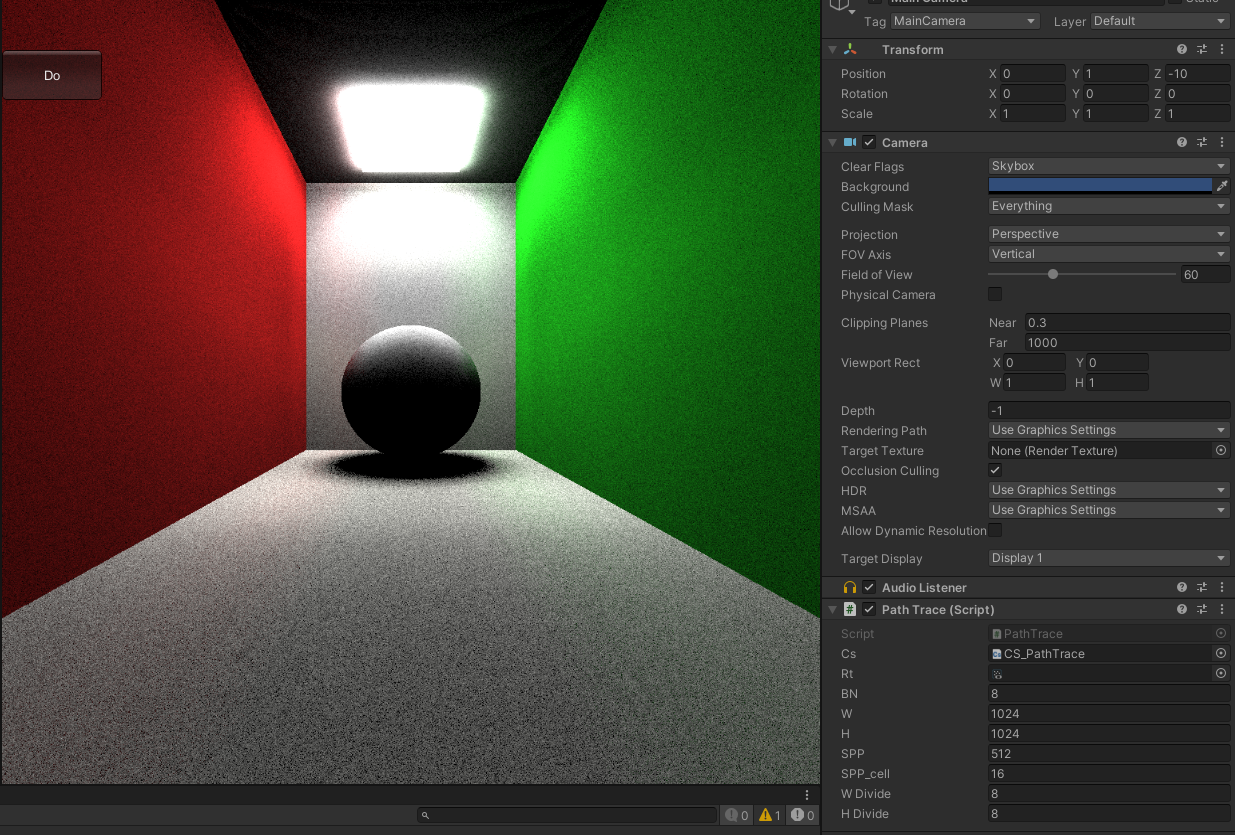 Main Camera
Static
Tag MainCamera Layer Default
Do
Transform
Position X 0 Y 1 Z -10
Rotation X 0 Y 0 Z 0
Scale X 1 Y 1 Z 1
Camera
Clear Flags Skybox
Background
Culling Mask Everything
Projection Perspective
FOV Axis Vertical
Field of View 60
Physical Camera
Clipping Planes Near 0.3
Far 1000
Viewport Rect X 0 Y 0
W 1 H 1
Depth -1
Rendering Path Use Graphics Settings
Target Texture None (Render Texture)
Occlusion Culling
HDR Use Graphics Settings
MSAA Use Graphics Settings
Allow Dynamic Resolution
Target Display Display 1
Audio Listener
# Path Trace (Script)
Script # PathTrace
Cs CS_PathTrace
Rt
BN 8
W 1024
H 1024
SPP 512
SPP_cell 16
W Divide 8
H Divide 8
0 1 0